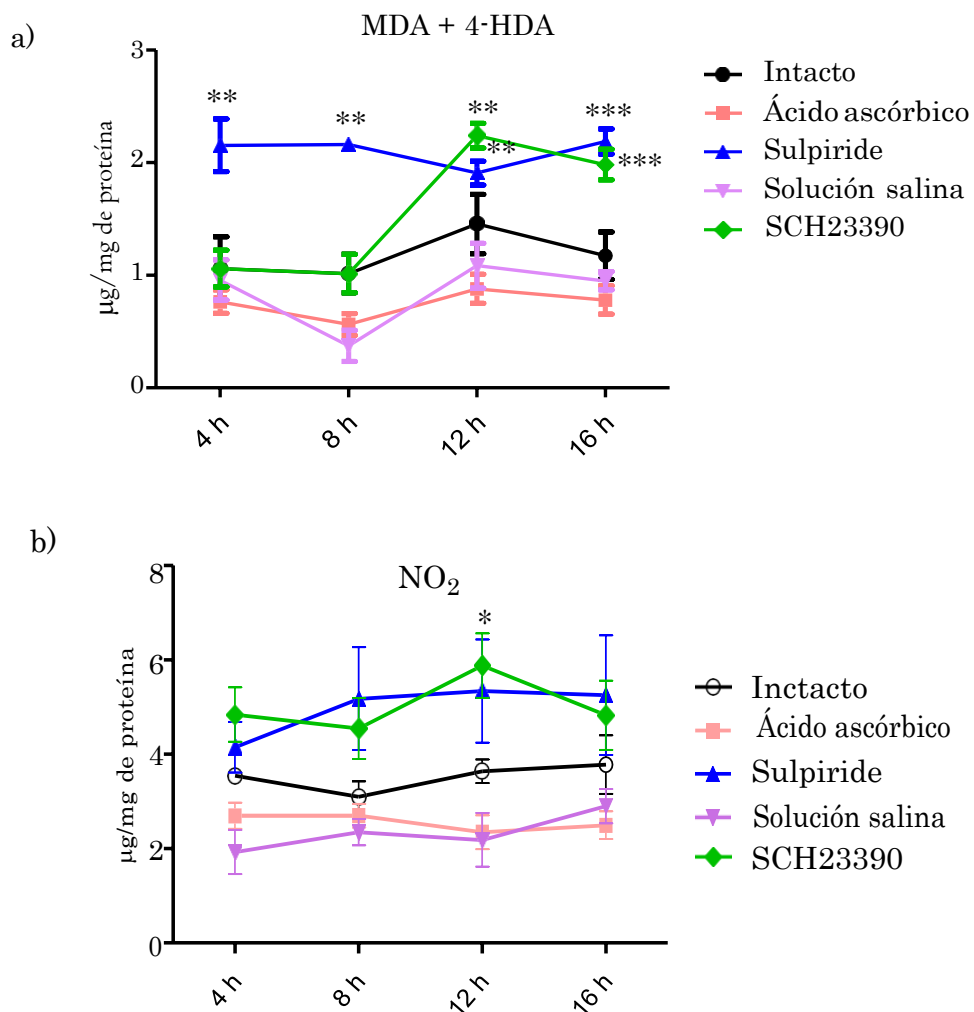 a)
MDA + 4-HDA
µg/mg de proteína
3
2
1
0
** ** ** ***
** ***
4 h 8 h 12 h 16 h
Intacto
Ácido ascórbico
Sulpiride
Solución salina
SCH23390
b)
NO2
µg/mg de proteína
8
6
4
2
0
*
4 h 8 h 12 h 16 h
Inctacto
Ácido ascórbico
Sulpiride
Solución salina
SCH23390